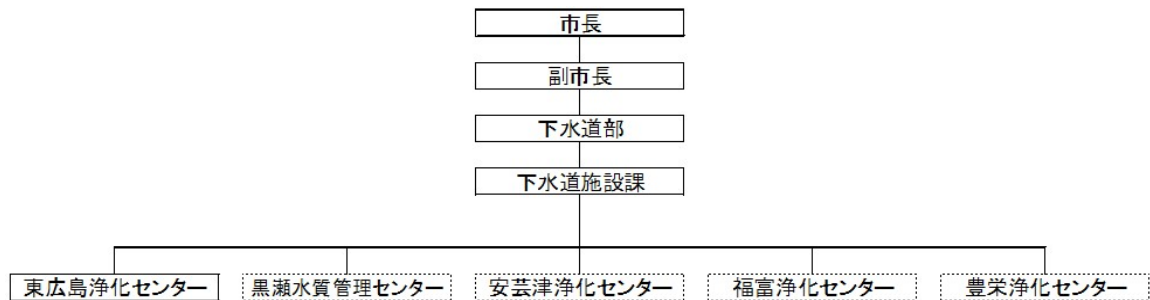 市長
副市長
下水道部
下水道施設課
東広島浄化センター
黒瀬水質管理センター
安芸津浄化センター
福富浄化センター
豊栄浄化センター